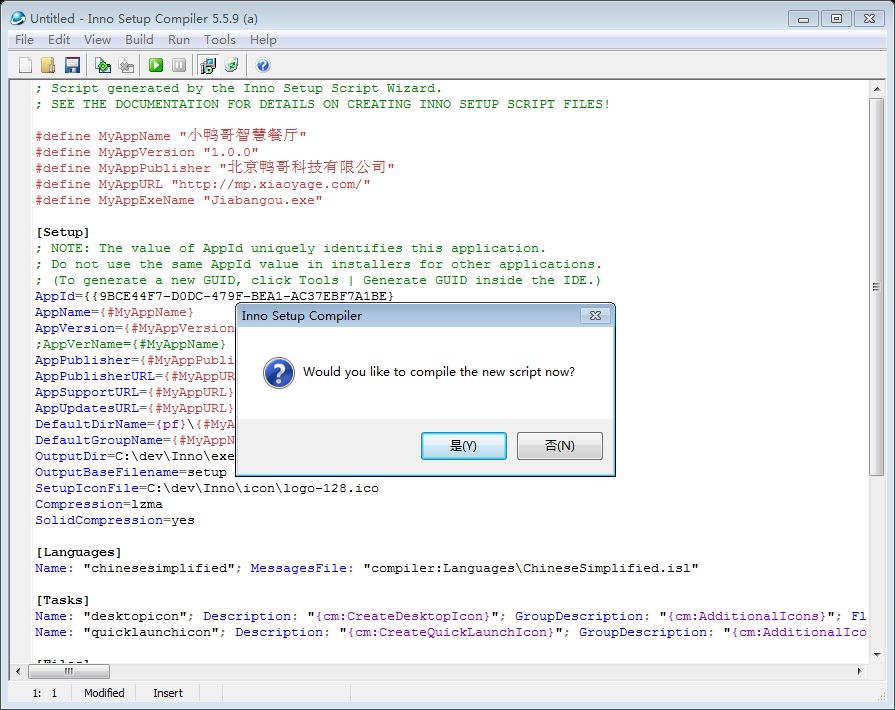 Untitled - Inno Setup Compiler 5.5.9 (a)
File Edit View Build Run Tools Help
; Script generated by the Inno Setup Script Wizard.
; SEE THE DOCUMENTATION FOR DETAILS ON CREATING INNO SETUP SCRIPT FILES!
#define MyAppName "小鸭哥智慧餐厅"
#define MyAppVersion "1.0.0"
#define MyAppPublisher "北京鸭哥科技有限公司"
#define MyAppURL "http://mp.xiaoyage.com/"
#define MyAppExeName "Jiabangou.exe"
[Setup]
; NOTE: The value of AppId uniquely identifies this application.
; Do not use the same AppId value in installers for other applications.
; (To generate a new GUID, click Tools | Generate GUID inside the IDE.)
AppId={{9BCE44F7-D0DC-479F-BEA1-AC37EBF7A1BE}
AppName={#MyAppName}
AppVersion={#MyAppVersion
;AppVerName={#MyAppName}
AppPublisher={#MyAppPubli
AppPublisherURL={#MyAppUR
AppSupportURL={#MyAppURL}
AppUpdatesURL={#MyAppURL}
DefaultDirName={pf}\{#MyA
DefaultGroupName={#MyAppN
OutputDir=C:\dev\Inno\exe
OutputBaseFilename=setup
SetupIconFile=C:\dev\Inno\icon\logo-128.ico
Compression=lzma
SolidCompression=yes
Inno Setup Compiler
Would you like to compile the new script now?
是(Y) 否(N)
[Languages]
Name: "chinesesimplified"; MessagesFile: "compiler:Languages\ChineseSimplified.isl"
[Tasks]
Name: "desktopicon"; Description: "{cm:CreateDesktopIcon}"; GroupDescription: "{cm:AdditionalIcons}"; Fl
Name: "quicklaunchicon"; Description: "{cm:CreateQuickLaunchIcon}"; GroupDescription: "{cm:AdditionalIco
[Files]
1: 1 Modified Insert